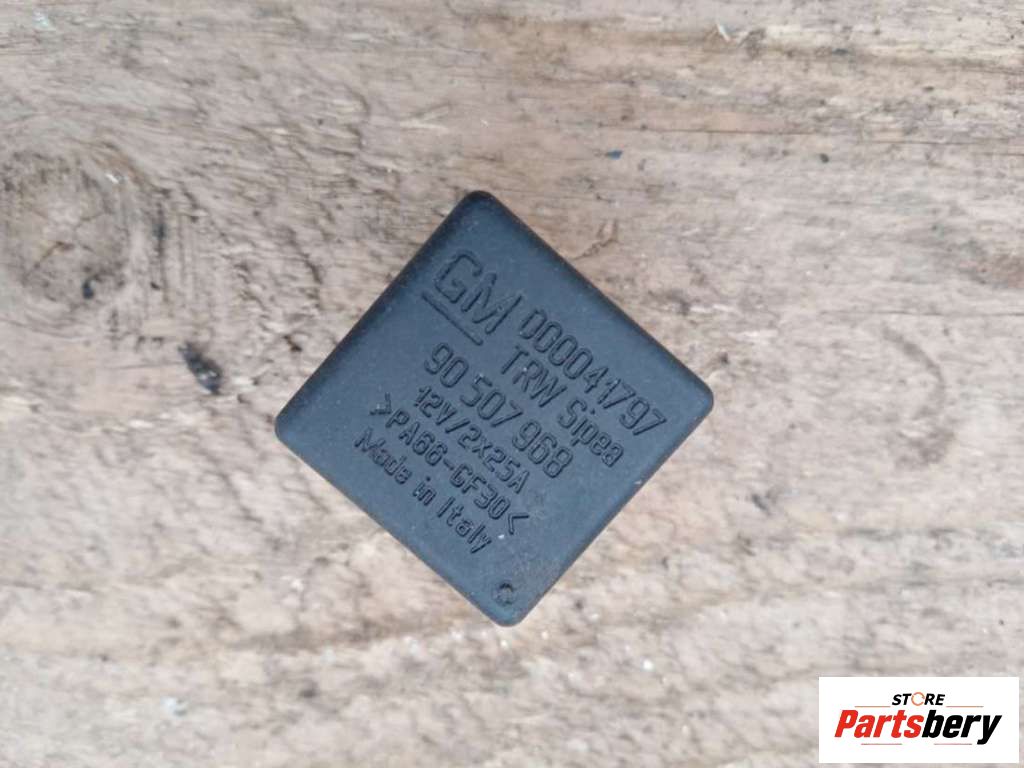 GM 000041797
TRW Sipea
90 507 968
12V/2x25A
>PA66-GF30<
Made in Italy
STORE
Partsbery